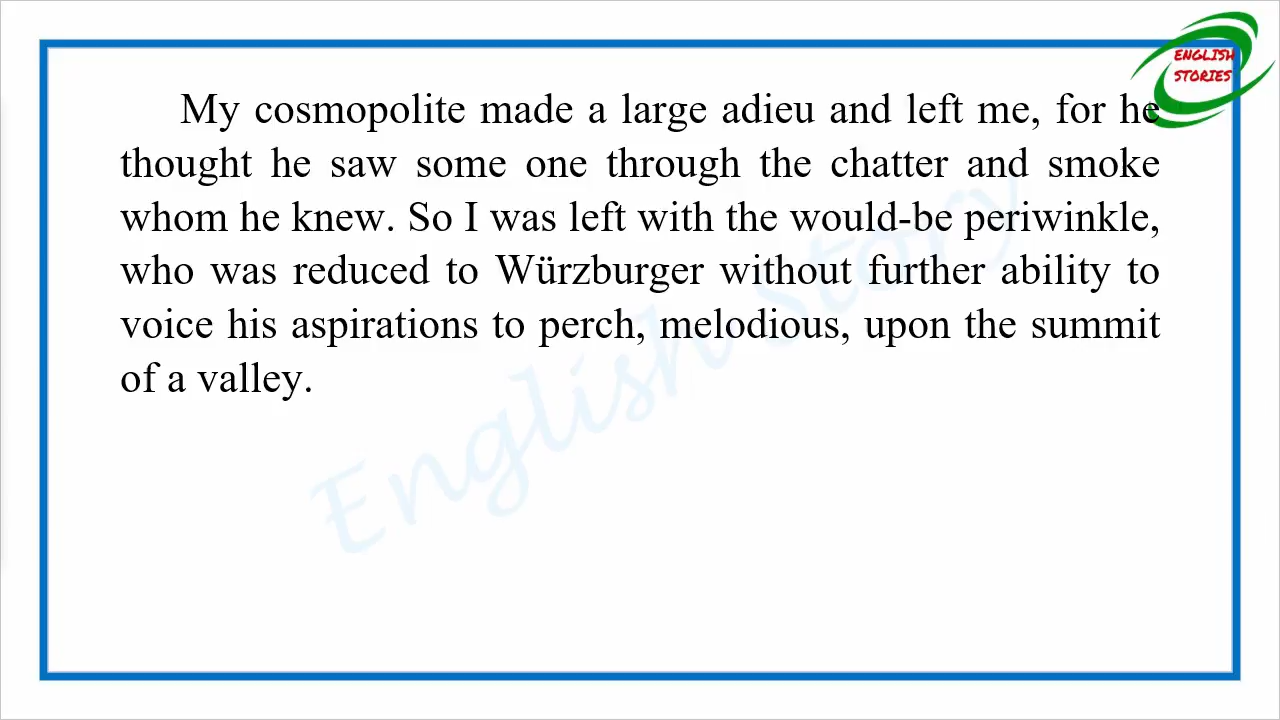 ENGLISH
STORIES
My cosmopolite made a large adieu and left me, for he
thought he saw some one through the chatter and smoke
whom he knew. So I was left with the would-be periwinkle,
who was reduced to Würzburger without further ability to
voice his aspirations to perch, melodious, upon the summit
of a valley.
English Story